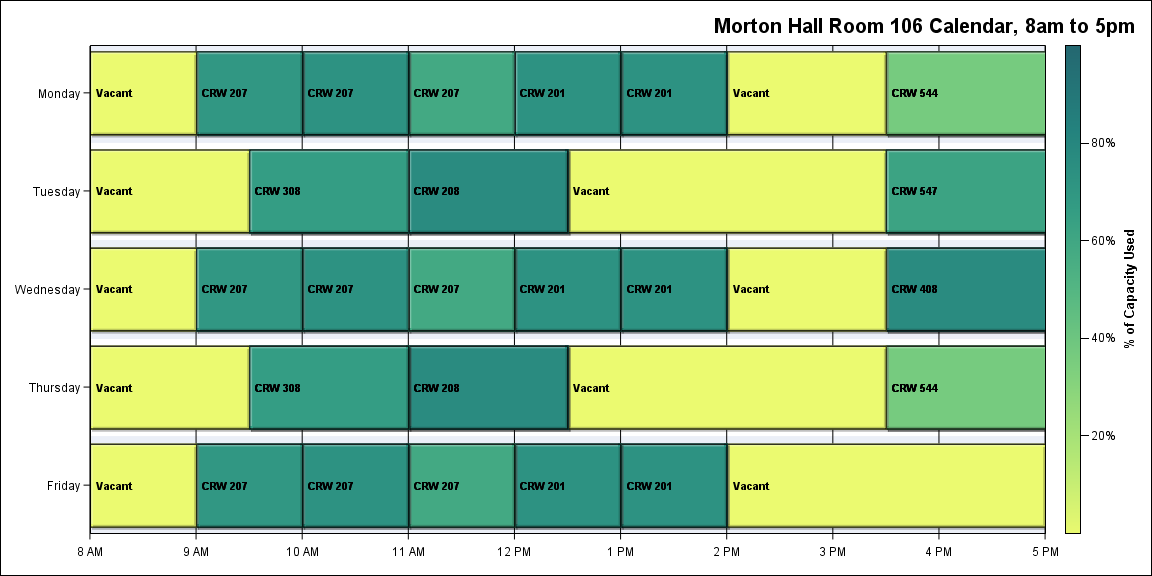 Morton Hall Room 106 Calendar, 8am to 5pm
Monday Vacant CRW 207 CRW 207 CRW 207 CRW 201 CRW 201 Vacant CRW 544
Tuesday Vacant CRW 308 CRW 208 Vacant CRW 547
Wednesday Vacant CRW 207 CRW 207 CRW 207 CRW 201 CRW 201 Vacant CRW 408
Thursday Vacant CRW 308 CRW 208 Vacant CRW 544
Friday Vacant CRW 207 CRW 207 CRW 207 CRW 201 CRW 201 Vacant
8 AM 9 AM 10 AM 11 AM 12 PM 1 PM 2 PM 3 PM 4 PM 5 PM
80%
60%
40%
20%
% of Capacity Used